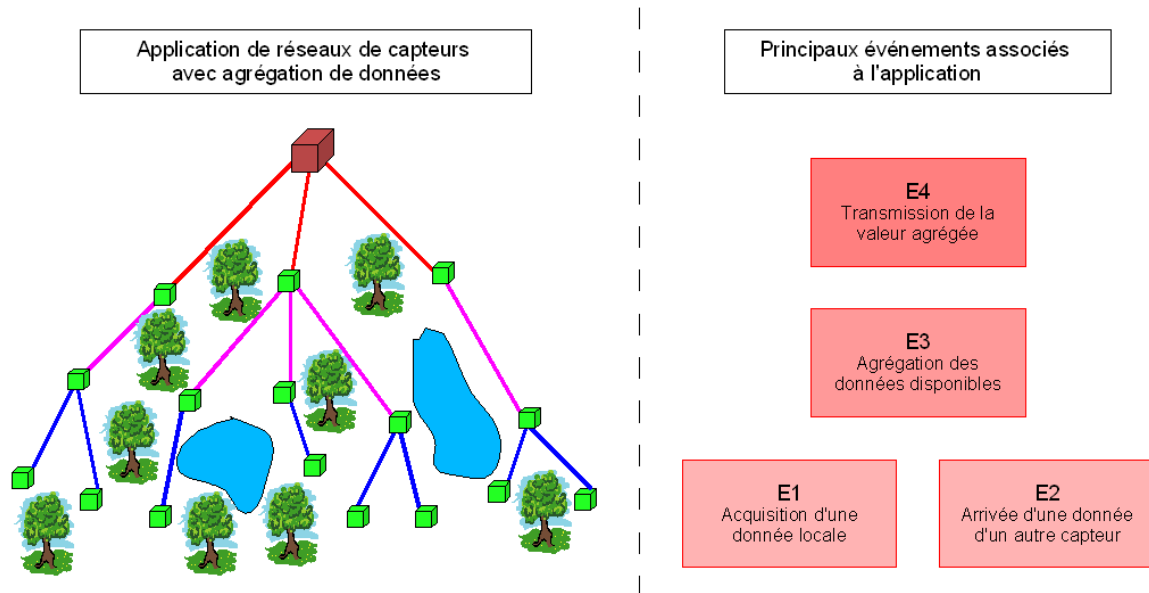 Application de réseaux de capteurs
avec agrégation de données
Principaux événements associés
à l'application
E4
Transmission de la
valeur agrégée
E3
Agrégation des
données disponibles
E1
Acquisition d'une
donnée locale
E2
Arrivée d'une donnée
d'un autre capteur